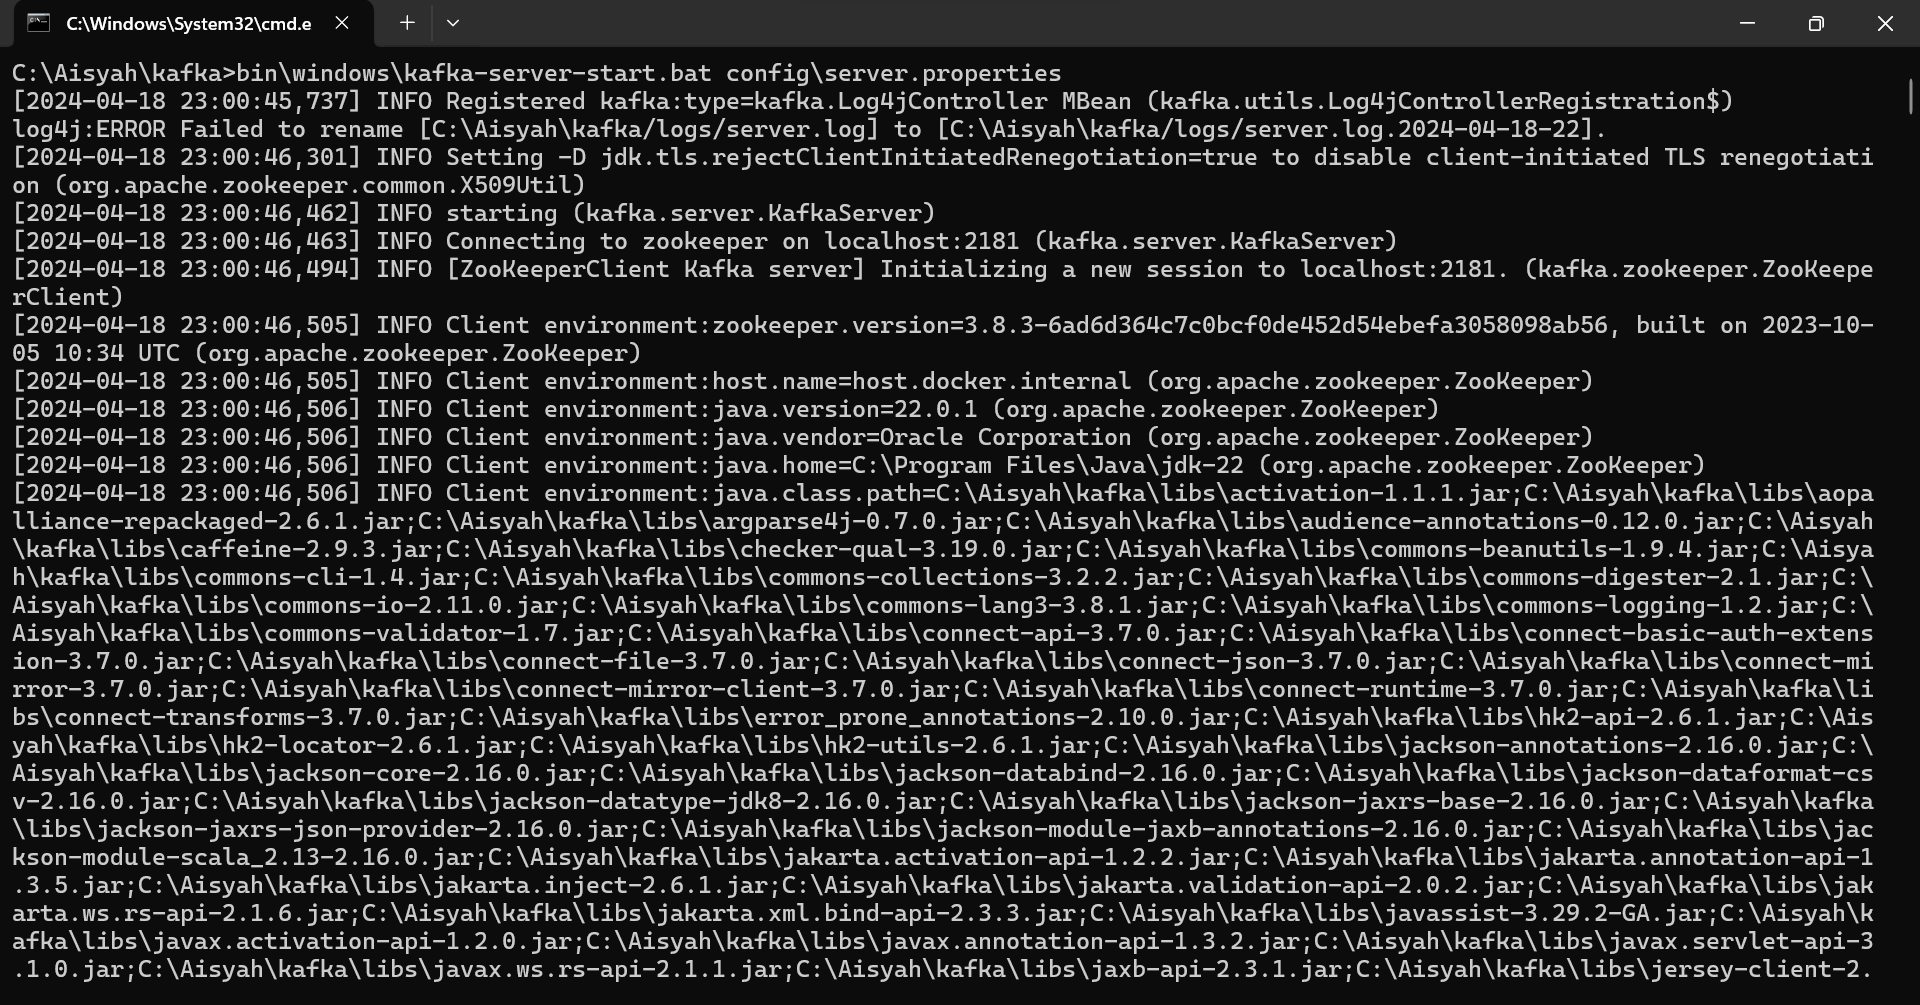 C:\Windows\System32\cmd.e
C:\Aisyah\kafka>bin\windows\kafka-server-start.bat config\server.properties
[2024-04-18 23:00:45,737] INFO Registered kafka:type=kafka.Log4jController MBean (kafka.utils.Log4jControllerRegistration$)
log4j:ERROR Failed to rename [C:\Aisyah\kafka/logs/server.log] to [C:\Aisyah\kafka/logs/server.log.2024-04-18-22].
[2024-04-18 23:00:46,301] INFO Setting -D jdk.tls.rejectClientInitiatedRenegotiation=true to disable client-initiated TLS renegotiati
on (org.apache.zookeeper.common.X509Util)
[2024-04-18 23:00:46,462] INFO starting (kafka.server.KafkaServer)
[2024-04-18 23:00:46,463] INFO Connecting to zookeeper on localhost:2181 (kafka.server.KafkaServer)
[2024-04-18 23:00:46,494] INFO [ZooKeeperClient Kafka server] Initializing a new session to localhost:2181. (kafka.zookeeper.ZooKeepe
rClient)
[2024-04-18 23:00:46,505] INFO Client environment:zookeeper.version=3.8.3-6ad6d364c7c0bcf0de452d54ebefa3058098ab56, built on 2023-10-
05 10:34 UTC (org.apache.zookeeper.ZooKeeper)
[2024-04-18 23:00:46,505] INFO Client environment:host.name=host.docker.internal (org.apache.zookeeper.ZooKeeper)
[2024-04-18 23:00:46,506] INFO Client environment:java.version=22.0.1 (org.apache.zookeeper.ZooKeeper)
[2024-04-18 23:00:46,506] INFO Client environment:java.vendor=Oracle Corporation (org.apache.zookeeper.ZooKeeper)
[2024-04-18 23:00:46,506] INFO Client environment:java.home=C:\Program Files\Java\jdk-22 (org.apache.zookeeper.ZooKeeper)
[2024-04-18 23:00:46,506] INFO Client environment:java.class.path=C:\Aisyah\kafka\libs\activation-1.1.1.jar;C:\Aisyah\kafka\libs\aopa
lliance-repackaged-2.6.1.jar;C:\Aisyah\kafka\libs\argparse4j-0.7.0.jar;C:\Aisyah\kafka\libs\audience-annotations-0.12.0.jar;C:\Aisyah
\kafka\libs\caffeine-2.9.3.jar;C:\Aisyah\kafka\libs\checker-qual-3.19.0.jar;C:\Aisyah\kafka\libs\commons-beanutils-1.9.4.jar;C:\Aisya
h\kafka\libs\commons-cli-1.4.jar;C:\Aisyah\kafka\libs\commons-collections-3.2.2.jar;C:\Aisyah\kafka\libs\commons-digester-2.1.jar;C:\
Aisyah\kafka\libs\commons-io-2.11.0.jar;C:\Aisyah\kafka\libs\commons-lang3-3.8.1.jar;C:\Aisyah\kafka\libs\commons-logging-1.2.jar;C:\
Aisyah\kafka\libs\commons-validator-1.7.jar;C:\Aisyah\kafka\libs\connect-api-3.7.0.jar;C:\Aisyah\kafka\libs\connect-basic-auth-extens
ion-3.7.0.jar;C:\Aisyah\kafka\libs\connect-file-3.7.0.jar;C:\Aisyah\kafka\libs\connect-json-3.7.0.jar;C:\Aisyah\kafka\libs\connect-mi
rror-3.7.0.jar;C:\Aisyah\kafka\libs\connect-mirror-client-3.7.0.jar;C:\Aisyah\kafka\libs\connect-runtime-3.7.0.jar;C:\Aisyah\kafka\li
bs\connect-transforms-3.7.0.jar;C:\Aisyah\kafka\libs\error_prone_annotations-2.10.0.jar;C:\Aisyah\kafka\libs\hk2-api-2.6.1.jar;C:\Ais
yah\kafka\libs\hk2-locator-2.6.1.jar;C:\Aisyah\kafka\libs\hk2-utils-2.6.1.jar;C:\Aisyah\kafka\libs\jackson-annotations-2.16.0.jar;C:\
Aisyah\kafka\libs\jackson-core-2.16.0.jar;C:\Aisyah\kafka\libs\jackson-databind-2.16.0.jar;C:\Aisyah\kafka\libs\jackson-dataformat-cs
v-2.16.0.jar;C:\Aisyah\kafka\libs\jackson-datatype-jdk8-2.16.0.jar;C:\Aisyah\kafka\libs\jackson-jaxrs-base-2.16.0.jar;C:\Aisyah\kafka
\libs\jackson-jaxrs-json-provider-2.16.0.jar;C:\Aisyah\kafka\libs\jackson-module-jaxb-annotations-2.16.0.jar;C:\Aisyah\kafka\libs\jac
kson-module-scala_2.13-2.16.0.jar;C:\Aisyah\kafka\libs\jakarta.activation-api-1.2.2.jar;C:\Aisyah\kafka\libs\jakarta.annotation-api-1
.3.5.jar;C:\Aisyah\kafka\libs\jakarta.inject-2.6.1.jar;C:\Aisyah\kafka\libs\jakarta.validation-api-2.0.2.jar;C:\Aisyah\kafka\libs\jak
arta.ws.rs-api-2.1.6.jar;C:\Aisyah\kafka\libs\jakarta.xml.bind-api-2.3.3.jar;C:\Aisyah\kafka\libs\javassist-3.29.2-GA.jar;C:\Aisyah\k
afka\libs\javax.activation-api-1.2.0.jar;C:\Aisyah\kafka\libs\javax.annotation-api-1.3.2.jar;C:\Aisyah\kafka\libs\javax.servlet-api-3
.1.0.jar;C:\Aisyah\kafka\libs\javax.ws.rs-api-2.1.1.jar;C:\Aisyah\kafka\libs\jaxb-api-2.3.1.jar;C:\Aisyah\kafka\libs\jersey-client-2.